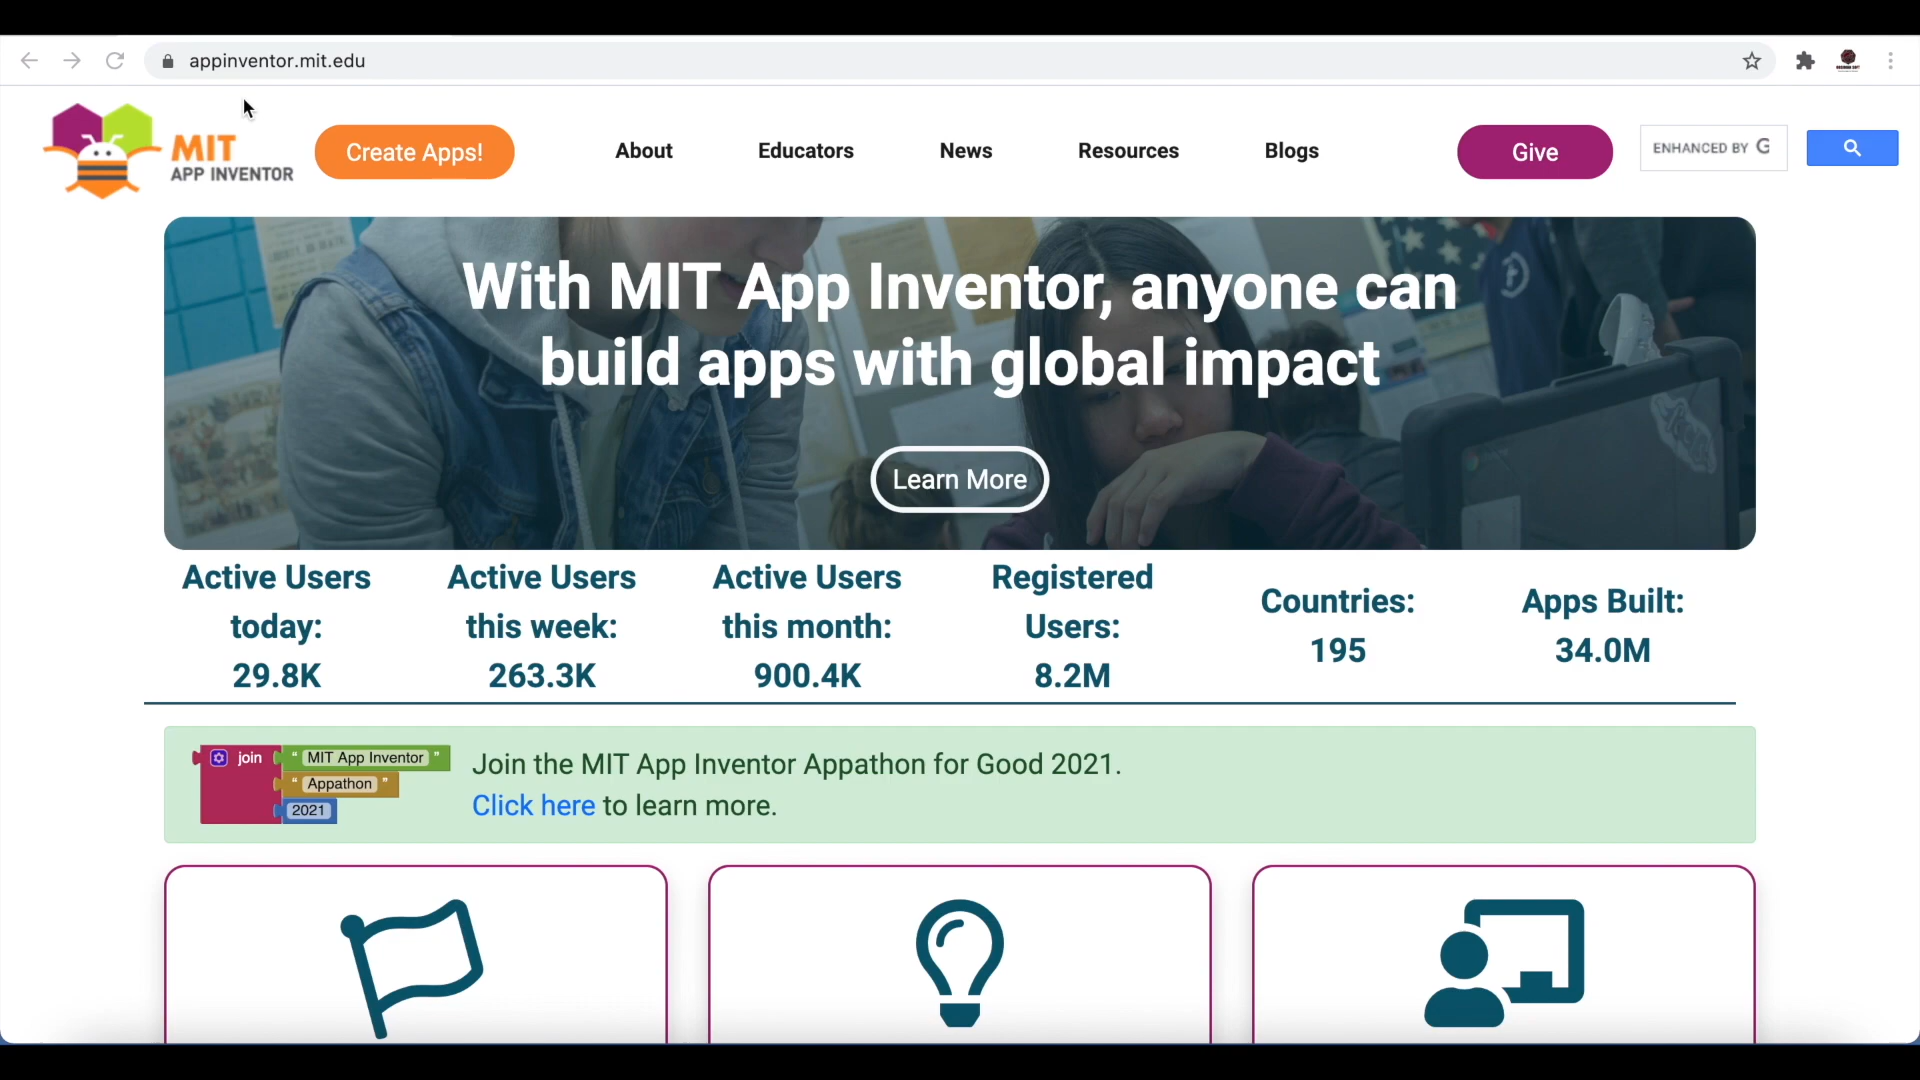 appinventor.mit.edu
MIT
APP INVENTOR
Create Apps!
About
Educators
News
Resources
Blogs
Give
ENHANCED BY G
With MIT App Inventor, anyone can
build apps with global impact
Learn More
Active Users
today:
29.8K
Active Users
this week:
263.3K
Active Users
this month:
900.4K
Registered
Users:
8.2M
Countries:
195
Apps Built:
34.0M
join
“ MIT App Inventor ”
“ Appathon ”
2021
Join the MIT App Inventor Appathon for Good 2021.
Click here to learn more.